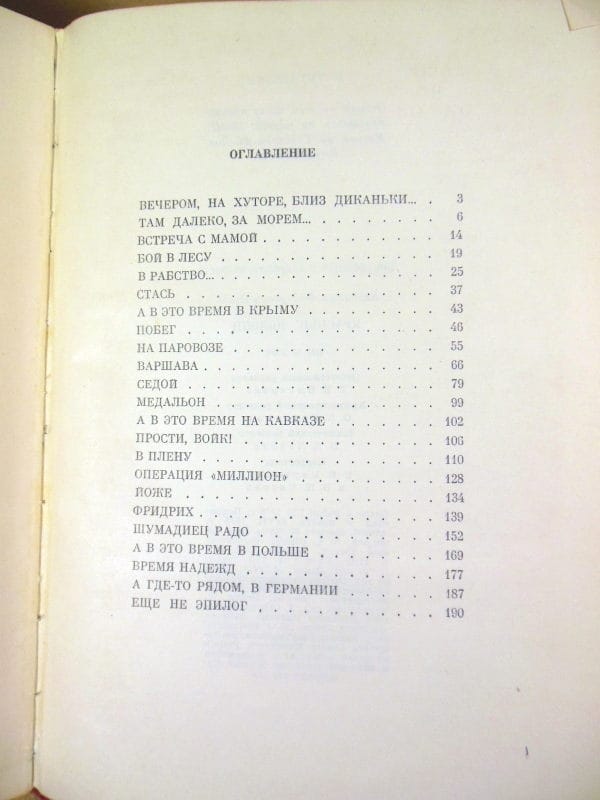 ОГЛАВЛЕНИЕ
ВЕЧЕРОМ, НА ХУТОРЕ, БЛИЗ ДИКАНЬКИ... . 3
ТАМ ДАЛЕКО, ЗА МОРЕМ... . . . . . . . . 6
ВСТРЕЧА С МАМОЙ . . . . . . . . . . . 14
БОЙ В ЛЕСУ . . . . . . . . . . . . . 19
В РАБСТВО... . . . . . . . . . . . . . 25
СТАСЬ . . . . . . . . . . . . . . . 37
А В ЭТО ВРЕМЯ В КРЫМУ . . . . . . . . 43
ПОБЕГ . . . . . . . . . . . . . . 46
НА ПАРОВОЗЕ . . . . . . . . . . . . 55
ВАРШАВА . . . . . . . . . . . . . . 66
СЕДОЙ . . . . . . . . . . . . . . 79
МЕДАЛЬОН . . . . . . . . . . . . . 99
А В ЭТО ВРЕМЯ НА КАВКАЗЕ . . . . . . . 102
ПРОСТИ, ВОЙК! . . . . . . . . . . . . 106
В ПЛЕНУ . . . . . . . . . . . . . . 110
ОПЕРАЦИЯ «МИЛЛИОН» . . . . . . . . . 128
ЙОЖЕ . . . . . . . . . . . . . . . 134
ФРИДРИХ . . . . . . . . . . . . . . 139
ШУМАДИЕЦ РАДО . . . . . . . . . . . 152
А В ЭТО ВРЕМЯ В ПОЛЬШЕ . . . . . . . . 169
ВРЕМЯ НАДЕЖД . . . . . . . . . . . . 177
А ГДЕ-ТО РЯДОМ, В ГЕРМАНИИ . . . . . . 187
ЕЩЕ НЕ ЭПИЛОГ . . . . . . . . . . . 190